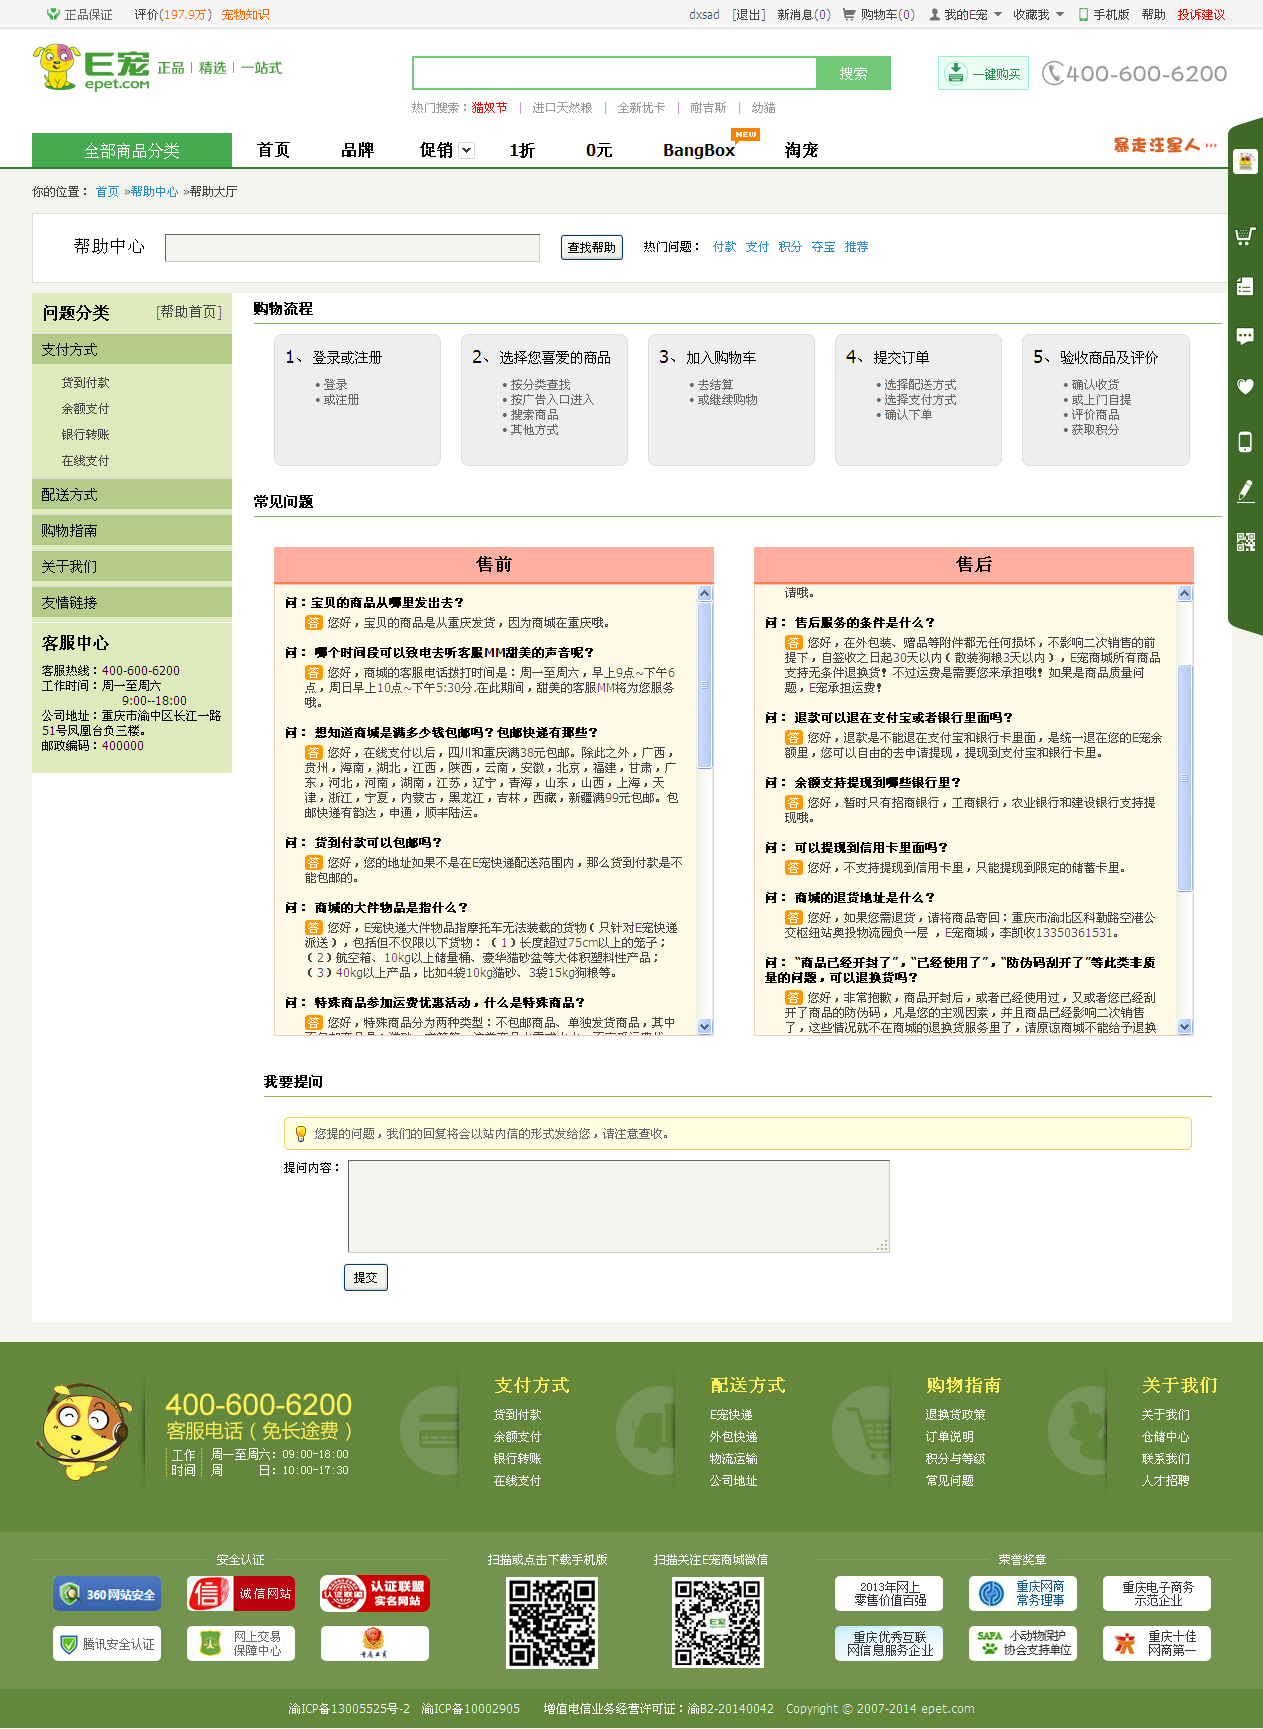 正品保证 评价(197.9万) 宠物知识 dxsad [退出] 新消息(0) 购物车(0) 我的E宠 收藏我 手机版 帮助 投诉建议
E宠 epet.com 正品 | 精选 | 一站式
搜索
一键购买 400-600-6200
热门搜索：猫奴节 | 进口天然粮 | 全新优卡 | 耐吉斯 | 幼猫
全部商品分类 首页 品牌 促销 1折 0元 BangBox NEW 淘宠 暴走汪星人
你的位置： 首页 »帮助中心 »帮助大厅
帮助中心 查找帮助 热门问题： 付款 支付 积分 夺宝 推荐
问题分类 [帮助首页]
支付方式
货到付款
余额支付
银行转账
在线支付
配送方式
购物指南
关于我们
友情链接
客服中心
客服热线：400-600-6200
工作时间：周一至周六
9:00--18:00
公司地址：重庆市渝中区长江一路
51号凤凰台负三楼。
邮政编码：400000
购物流程
1、登录或注册
• 登录
• 或注册
2、选择您喜爱的商品
• 按分类查找
• 按广告入口进入
• 搜索商品
• 其他方式
3、加入购物车
• 去结算
• 或继续购物
4、提交订单
• 选择配送方式
• 选择支付方式
• 确认下单
5、验收商品及评价
• 确认收货
• 或上门自提
• 评价商品
• 获取积分
常见问题
售前
问：宝贝的商品从哪里发出去？
答 您好，宝贝的商品是从重庆发货，因为商城在重庆哦。
问： 哪个时间段可以致电去听客服MM甜美的声音呢？
答 您好，商城的客服电话拨打时间是：周一至周六，早上9点~下午6
点，周日早上10点~下午5:30分.在此期间，甜美的客服MM将为您服务
哦。
问： 想知道商城是满多少钱包邮吗？包邮快递有那些？
答 您好，在线支付以后，四川和重庆满38元包邮。除此之外，广西，
贵州，海南，湖北，江西，陕西，云南，安徽，北京，福建，甘肃，广
东，河北，河南，湖南，江苏，辽宁，青海，山东，山西，上海，天
津，浙江，宁夏，内蒙古，黑龙江，吉林，西藏，新疆满99元包邮。包
邮快递有韵达，申通，顺丰陆运。
问： 货到付款可以包邮吗？
答 您好，您的地址如果不是在E宠快递配送范围内，那么货到付款是不
能包邮的。
问： 商城的大件物品是指什么？
答 您好，E宠快递大件物品指摩托车无法装载的货物（只针对E宠快递
派送），包括但不仅限以下货物：（1）长度超过75cm以上的笼子；
（2）航空箱、10kg以上储量桶、豪华猫砂盆等大体积塑料性产品；
（3）40kg以上产品，比如4袋10kg猫砂、3袋15kg狗粮等。
问： 特殊商品参加运费优惠活动，什么是特殊商品？
答 您好，特殊商品分为两种类型：不包邮商品、单独发货商品，其中
售后
请哦。
问： 售后服务的条件是什么？
答 您好，在外包装、赠品等附件都无任何损坏，不影响二次销售的前
提下，自签收之日起30天以内（散装狗粮3天以内），E宠商城所有商品
支持无条件退换货！不过运费是需要您来承担哦！如果是商品质量问
题，E宠承担运费！
问： 退款可以退在支付宝或者银行里面吗？
答 您好，退款是不能退在支付宝和银行卡里面，是统一退在您的E宠余
额里，您可以自由的去申请提现，提现到支付宝和银行卡里。
问： 余额支持提现到哪些银行里？
答 您好，暂时只有招商银行，工商银行，农业银行和建设银行支持提
现哦。
问： 可以提现到信用卡里面吗？
答 您好，不支持提现到信用卡里，只能提现到限定的储蓄卡里。
问： 商城的退货地址是什么？
答 您好，如果您需退货，请将商品寄回：重庆市渝北区科勒路空港公
交枢纽站奥投物流园负一层 ，E宠商城，李凯收13350361531。
问： “商品已经开封了”，“已经使用了”，“防伪码刮开了”等此类非质
量的问题，可以退换货吗？
答 您好，非常抱歉，商品开封后，或者已经使用过，又或者您已经刮
开了商品的防伪码，凡是您的主观因素，并且商品已经影响二次销售
了，这些情况就不在商城的退换货服务里了，请原谅商城不能给予退换
我要提问
您提的问题，我们的回复将会以站内信的形式发给您，请注意查收。
提问内容：
提交
400-600-6200
客服电话（免长途费）
工作时间 周一至周六：09:00-18:00
周 日：10:00-17:30
支付方式
货到付款
余额支付
银行转账
在线支付
配送方式
E宠快递
外包快递
物流运输
公司地址
购物指南
退换货政策
订单说明
积分与等级
常见问题
关于我们
关于我们
仓储中心
联系我们
人才招聘
安全认证 扫描或点击下载手机版 扫描关注E宠商城微信 荣誉奖章
360网站安全
信 诚信网站
认证联盟 认证联盟 实名网站
腾讯安全认证
网上交易
保障中心
重庆工商
E宠
2013年网上
零售价值百强
重庆网商
常务理事
重庆电子商务
示范企业
重庆优秀互联
网信息服务企业
SAPA 小动物保护
协会支持单位
重庆十佳
网商第一
渝ICP备13005525号-2 渝ICP备10002905 增值电信业务经营许可证：渝B2-20140042 Copyright © 2007-2014 epet.com